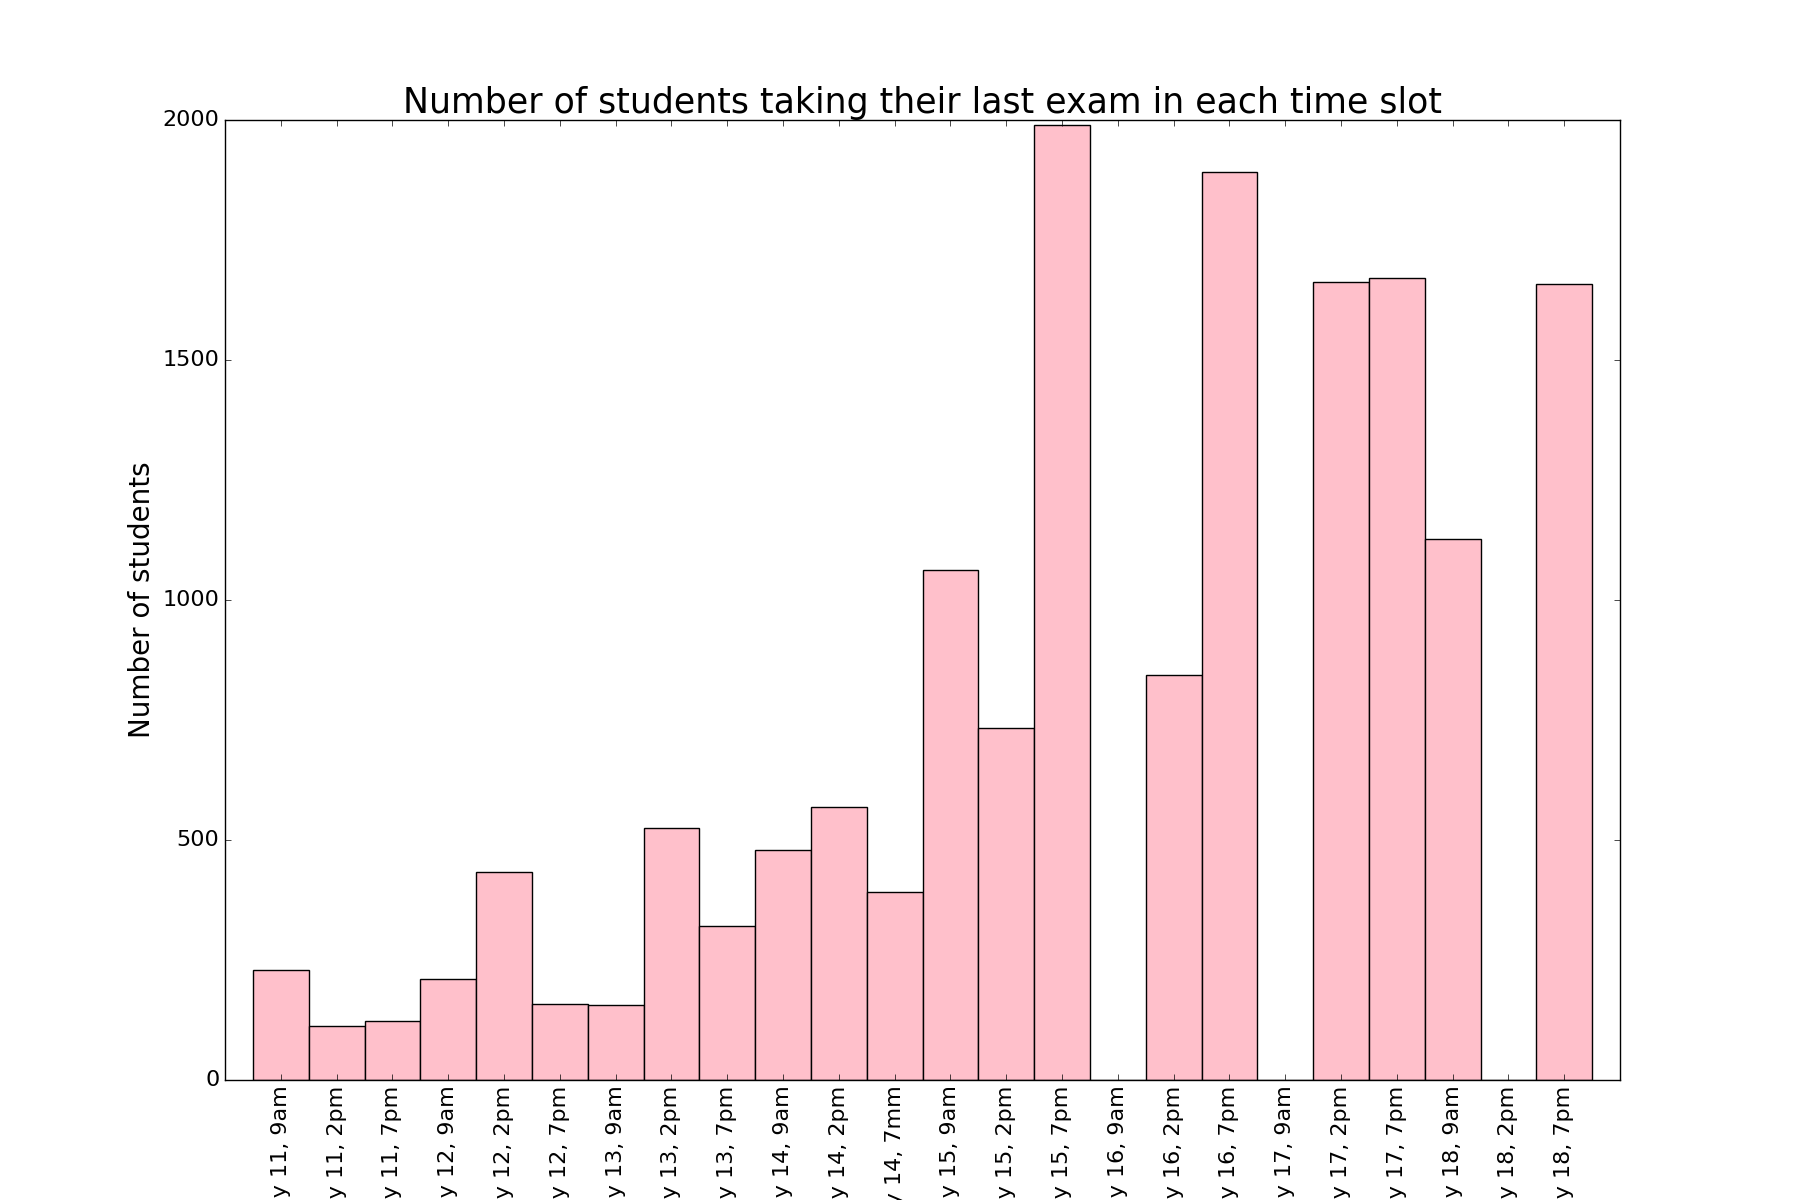 Number of students taking their last exam in each time slot
Number of students
2000
1500
1000
500
0
y 11, 9am
y 11, 2pm
y 11, 7pm
y 12, 9am
y 12, 2pm
y 12, 7pm
y 13, 9am
y 13, 2pm
y 13, 7pm
y 14, 9am
y 14, 2pm
y 14, 7mm
y 15, 9am
y 15, 2pm
y 15, 7pm
y 16, 9am
y 16, 2pm
y 16, 7pm
y 17, 9am
y 17, 2pm
y 17, 7pm
y 18, 9am
y 18, 2pm
y 18, 7pm